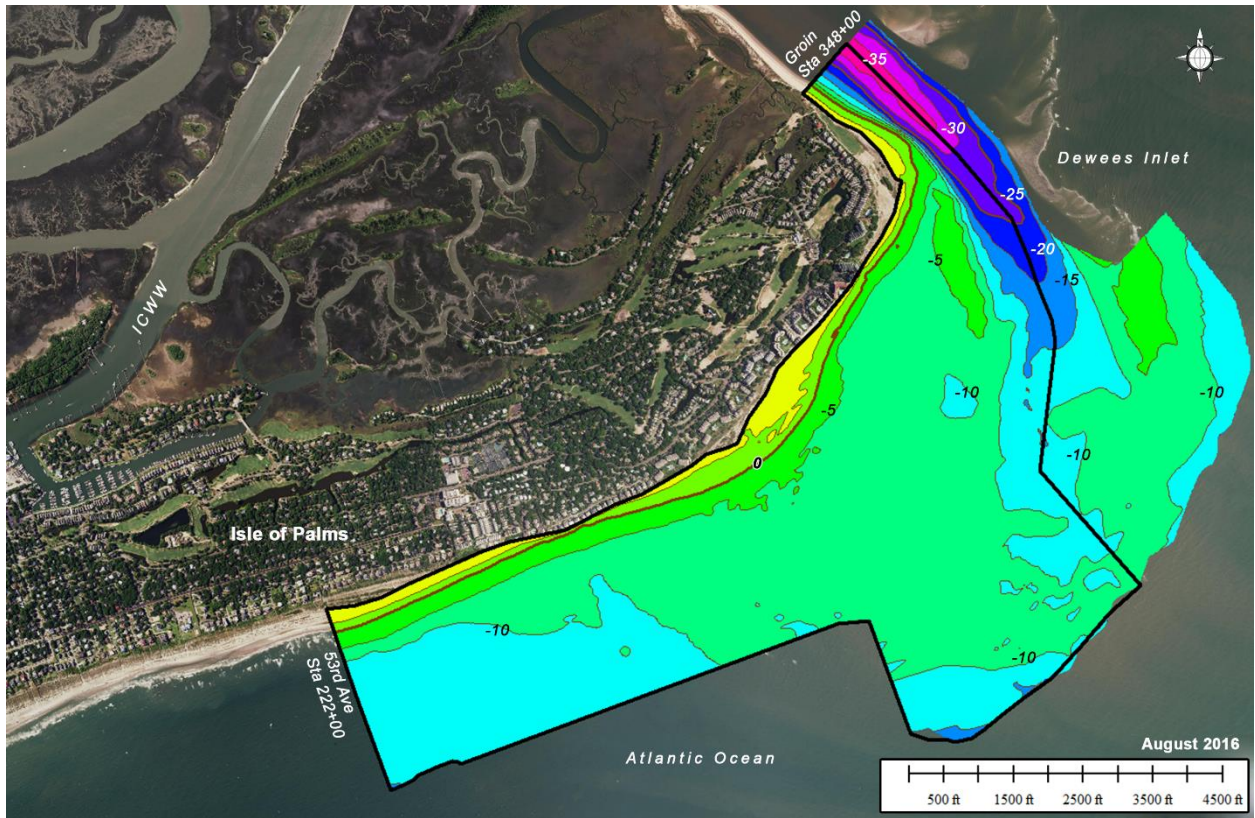 Groin
Sta 348+00
N
-35
-30
Dewees Inlet
-25
-20
-15
-5
ICWW
-10
-10
-5
-10
0
Isle of Palms
-10
-10
53rd Ave
Sta 222+00
August 2016
Atlantic Ocean
500 ft 1500 ft 2500 ft 3500 ft 4500 ft